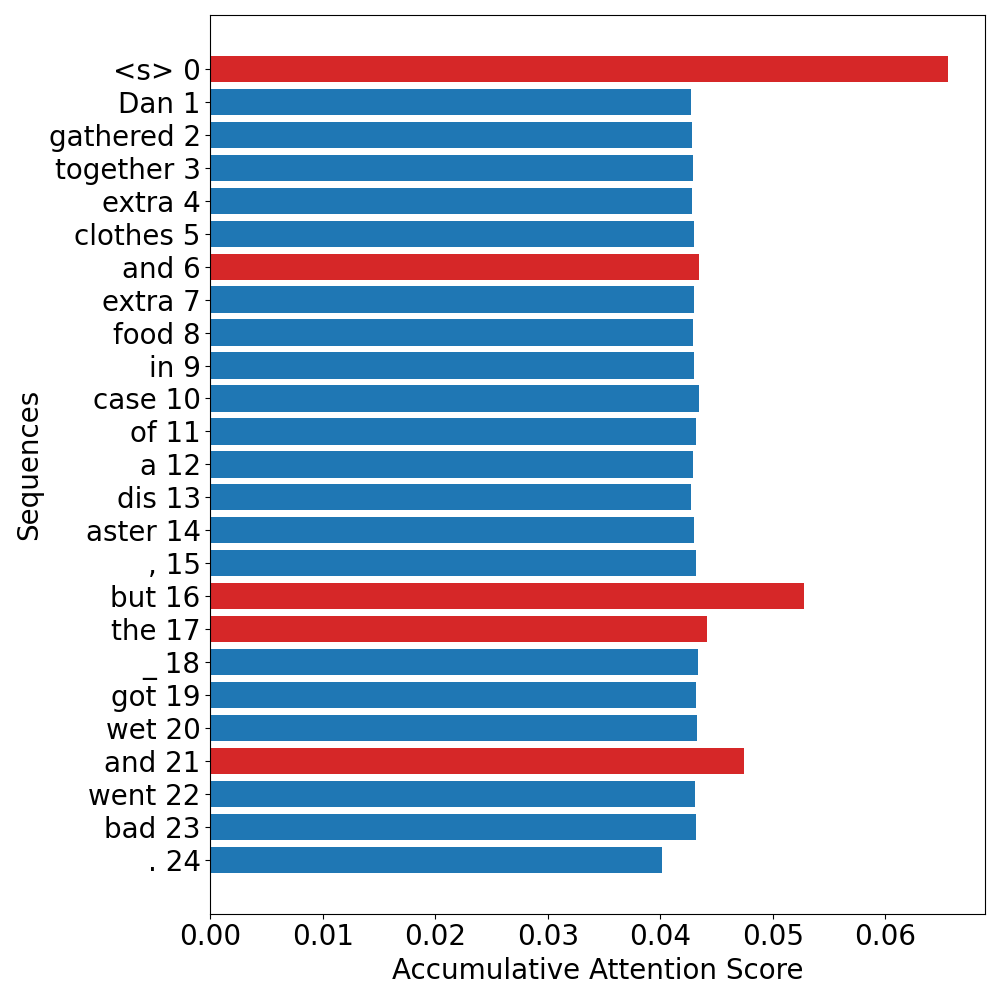 <s> 0
Dan 1
gathered 2
together 3
extra 4
clothes 5
and 6
extra 7
food 8
in 9
case 10
of 11
a 12
dis 13
aster 14
, 15
but 16
the 17
_ 18
got 19
wet 20
and 21
went 22
bad 23
. 24
Sequences
0.00 0.01 0.02 0.03 0.04 0.05 0.06
Accumulative Attention Score